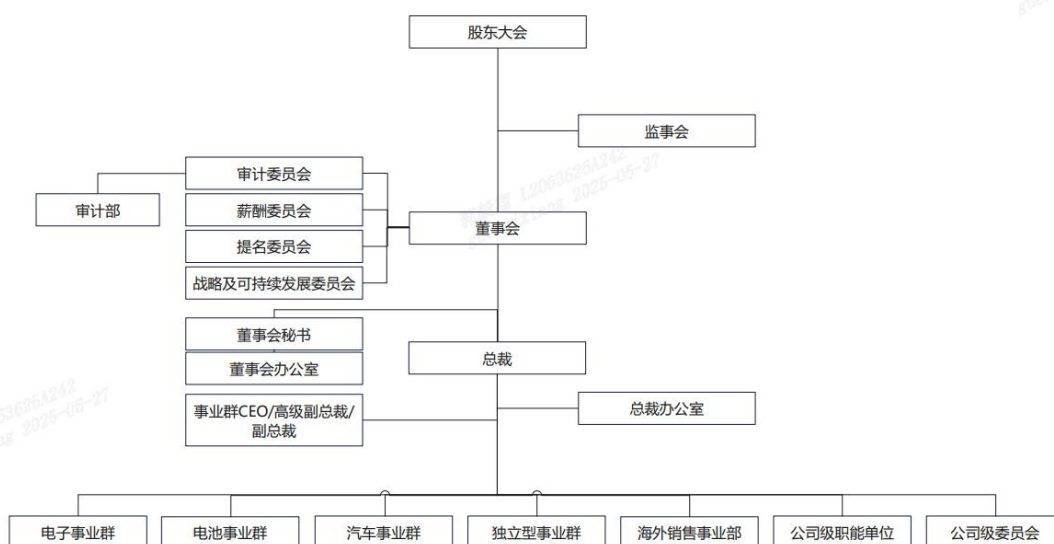 股东大会
监事会
审计委员会
审计部
薪酬委员会
董事会
提名委员会
战略及可持续发展委员会
董事会秘书
总裁
董事会办公室
事业群CEO/高级副总裁/
副总裁
总裁办公室
电子事业群
电池事业群
汽车事业群
独立型事业群
海外销售事业部
公司级职能单位
公司级委员会